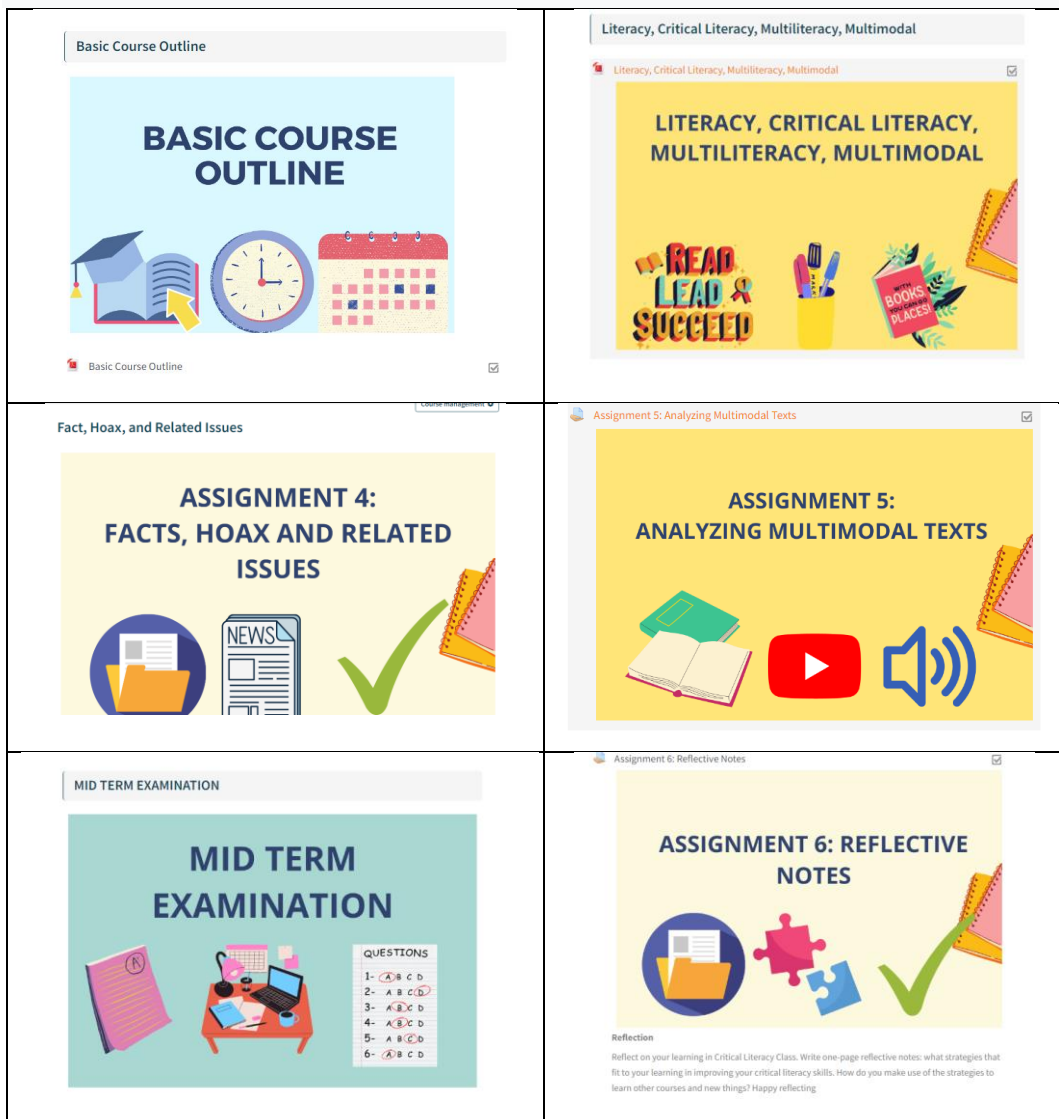 Basic Course Outline
BASIC COURSE
OUTLINE
Basic Course Outline
Literacy, Critical Literacy, Multiliteracy, Multimodal
Literacy, Critical Literacy, Multiliteracy, Multimodal
LITERACY, CRITICAL LITERACY,
MULTILITERACY, MULTIMODAL
READ
LEAD
SUCCEED
WITH
BOOKS
YOU CAN GO
PLACES!
Course management
Fact, Hoax, and Related Issues
ASSIGNMENT 4:
FACTS, HOAX AND RELATED
ISSUES
NEWS
Assignment 5: Analyzing Multimodal Texts
ASSIGNMENT 5:
ANALYZING MULTIMODAL TEXTS
MID TERM EXAMINATION
MID TERM
EXAMINATION
A
QUESTIONS
1- A B C D
2- A B C D
3- A B C D
4- A B C D
5- A B C D
6- A B C D
Assignment 6: Reflective Notes
ASSIGNMENT 6: REFLECTIVE
NOTES
Reflection
Reflect on your learning in Critical Literacy Class. Write one-page reflective notes: what strategies that
fit to your learning in improving your critical literacy skills. How do you make use of the strategies to
learn other courses and new things? Happy reflecting